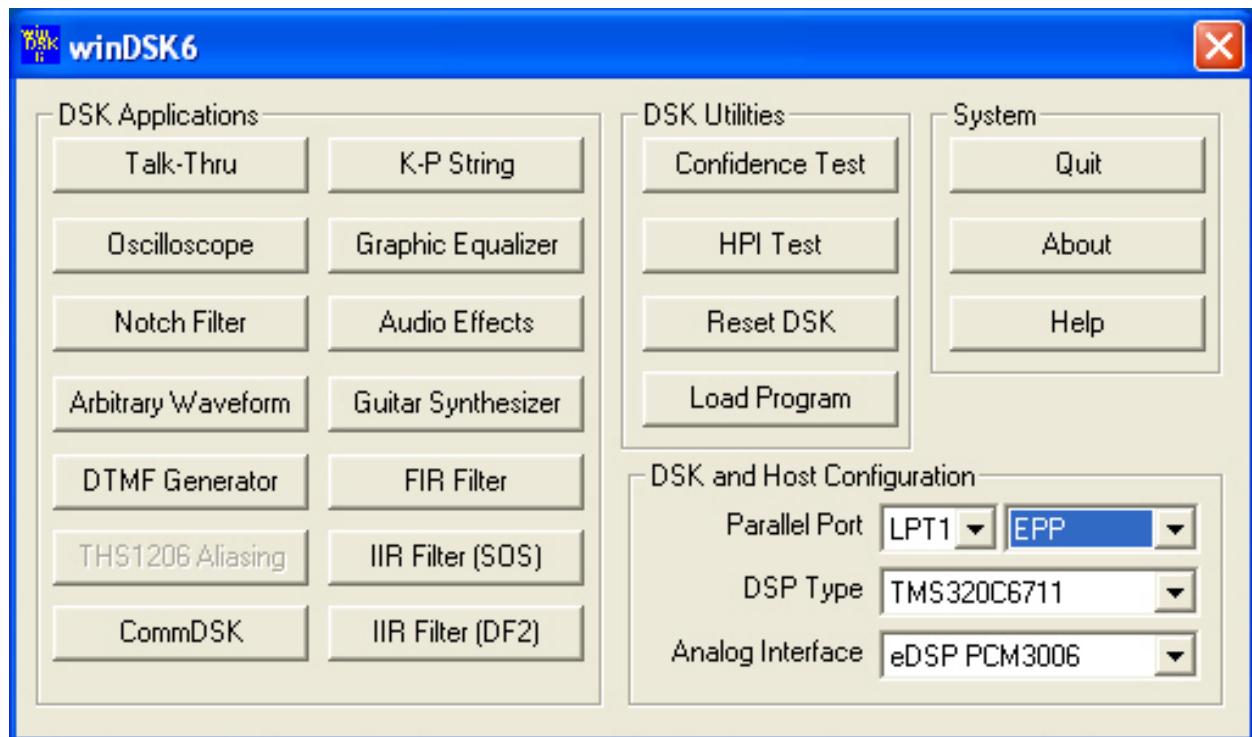 winDSK6
DSK Applications
Talk-Thru
K-P String
Oscilloscope
Graphic Equalizer
Notch Filter
Audio Effects
Arbitrary Waveform
Guitar Synthesizer
DTMF Generator
FIR Filter
THS1206 Aliasing
IIR Filter (SOS)
CommDSK
IIR Filter (DF2)
DSK Utilities
Confidence Test
HPI Test
Reset DSK
Load Program
System
Quit
About
Help
DSK and Host Configuration
Parallel Port LPT1 EPP
DSP Type TMS320C6711
Analog Interface eDSP PCM3006